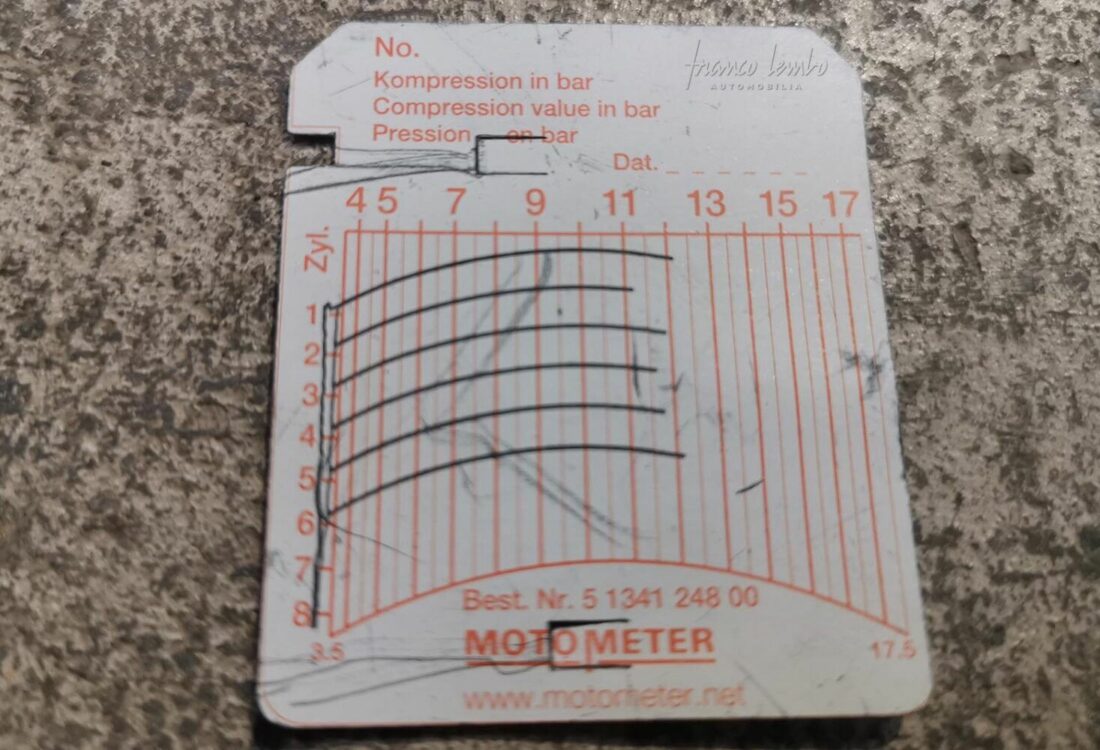 No.
franco lembo
AUTOMOBILIA
Kompression in bar
Compression value in bar
Pression en bar
Dat.
4 5 7 9 11 13 15 17
Zyl.
1
2
3
4
5
6
7
8
3.5
17.5
Best. Nr. 5 1341 248 00
MOTOMETER
www.motometer.net